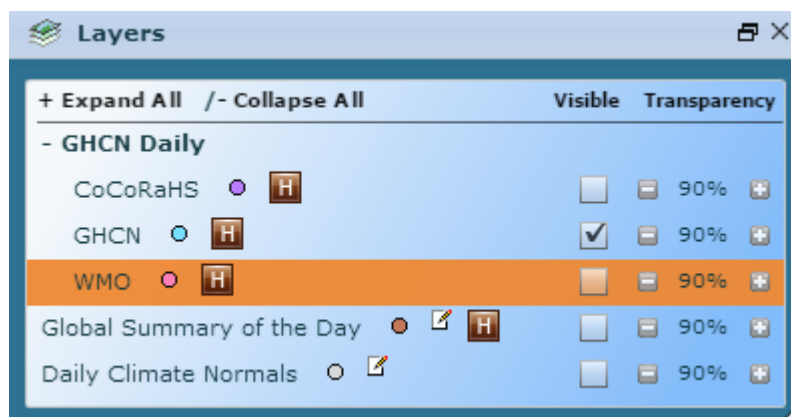 Layers
+ Expand All /- Collapse All Visible Transparency
- GHCN Daily
CoCoRaHS H 90%
GHCN H 90%
WMO H 90%
Global Summary of the Day H 90%
Daily Climate Normals 90%